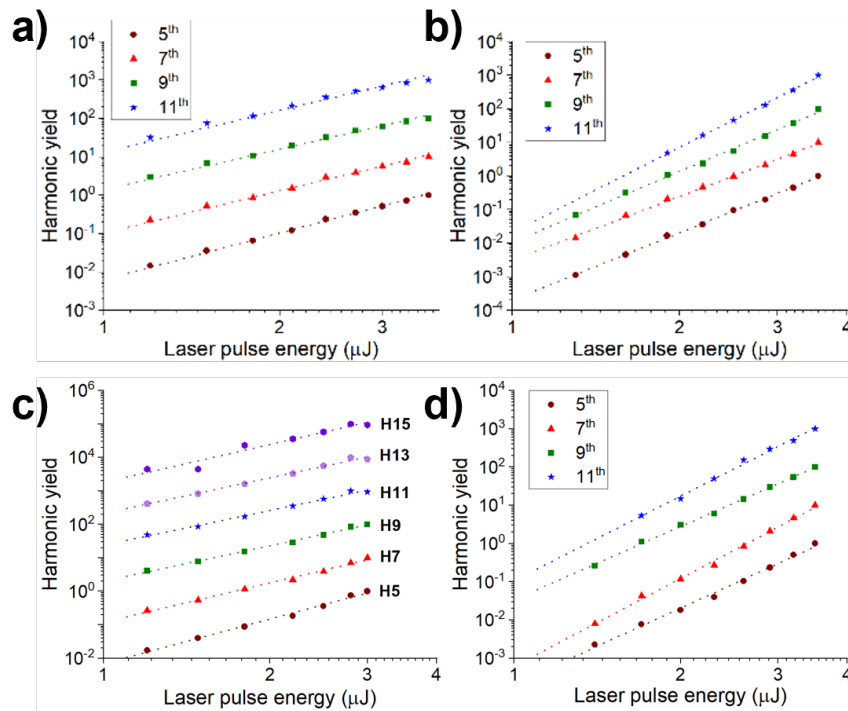 a)
5th
7th
9th
11th
Harmonic yield
10^4
10^3
10^2
10^1
10^0
10^-1
10^-2
10^-3
1 2 3 4
Laser pulse energy (μJ)
b)
5th
7th
9th
11th
Harmonic yield
10^4
10^3
10^2
10^1
10^0
10^-1
10^-2
10^-3
10^-4
1 2 3 4
Laser pulse energy (μJ)
c)
Harmonic yield
10^6
10^4
10^2
10^0
10^-2
H15
H13
H11
H9
H7
H5
1 2 3 4
Laser pulse energy (μJ)
d)
5th
7th
9th
11th
Harmonic yield
10^4
10^3
10^2
10^1
10^0
10^-1
10^-2
10^-3
1 2 3 4
Laser pulse energy (μJ)